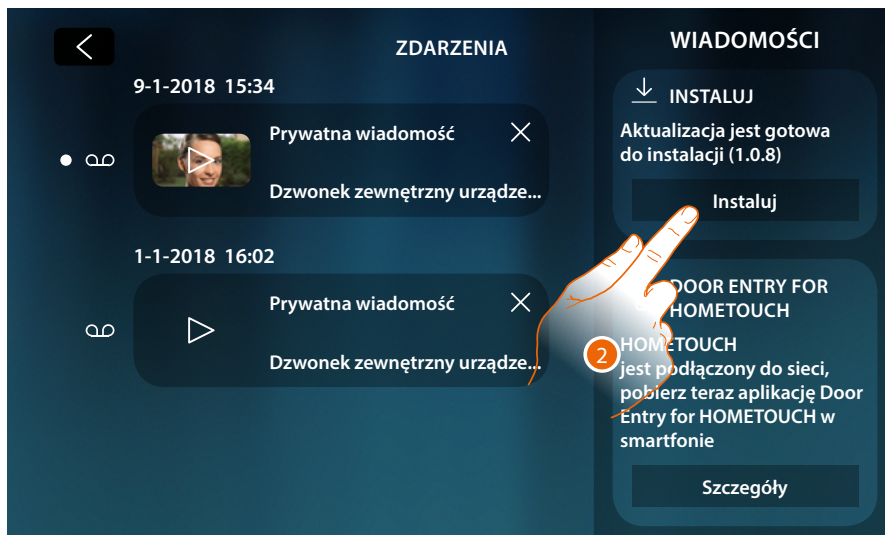 ZDARZENIA
9-1-2018 15:34
Prywatna wiadomość
Dzwonek zewnętrzny urządze...
1-1-2018 16:02
Prywatna wiadomość
Dzwonek zewnętrzny urządze...
WIADOMOŚCI
INSTALUJ
Aktualizacja jest gotowa
do instalacji (1.0.8)
Instaluj
DOOR ENTRY FOR
HOMETOUCH
2
HOMETOUCH
jest podłączony do sieci,
pobierz teraz aplikację Door
Entry for HOMETOUCH w
smartfonie
Szczegóły